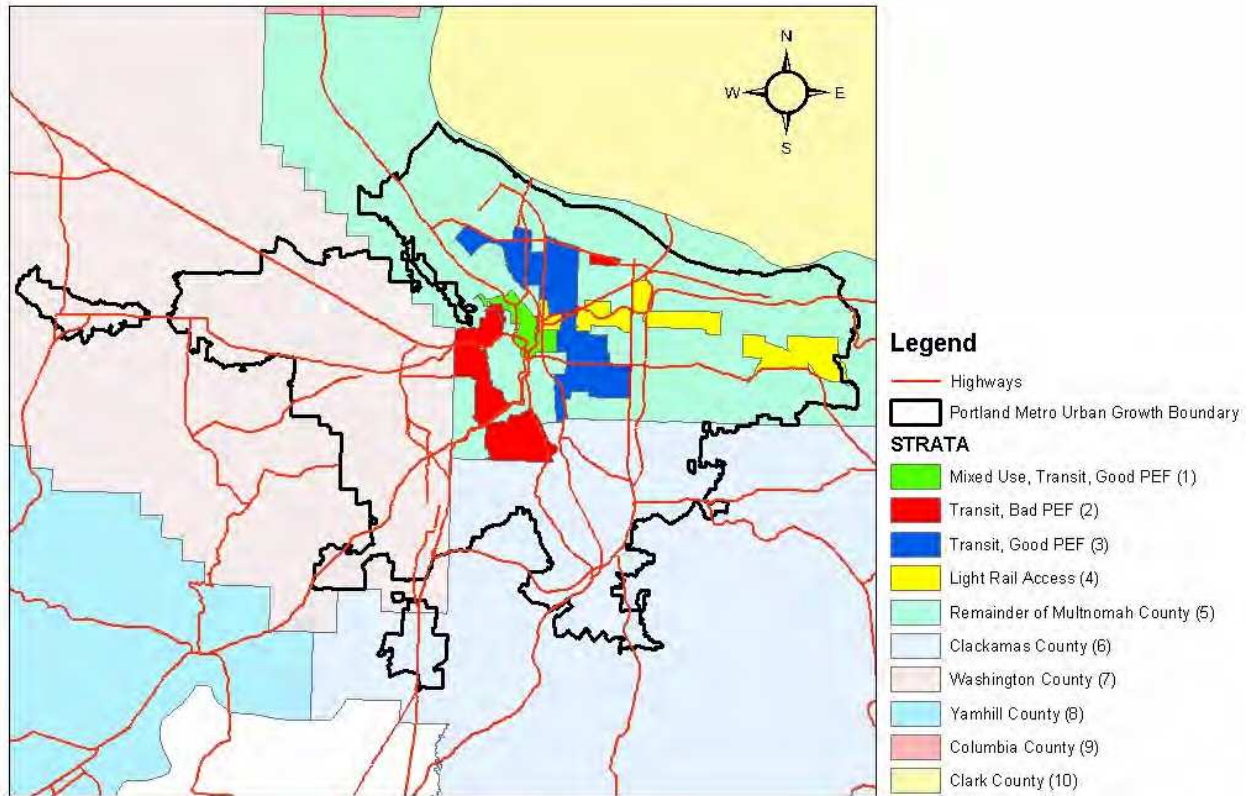 N
W E
S
Legend
Highways
Portland Metro Urban Growth Boundary
STRATA
Mixed Use, Transit, Good PEF (1)
Transit, Bad PEF (2)
Transit, Good PEF (3)
Light Rail Access (4)
Remainder of Multnomah County (5)
Clackamas County (6)
Washington County (7)
Yamhill County (8)
Columbia County (9)
Clark County (10)